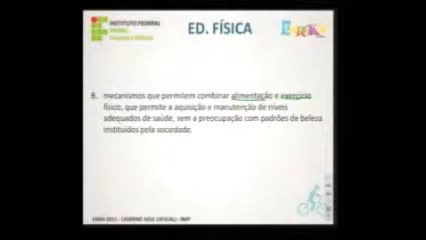 INSTITUTO FEDERAL
PARANÁ
ED. FÍSICA
B. mecanismos que permitem combinar alimentação e exercício
físico, que permite a aquisição e manutenção de níveis
adequados de saúde, sem a preocupação com padrões de beleza
instituídos pela sociedade.
ENEM 2011 - CADERNO AZUL (OFICIAL) - INEP